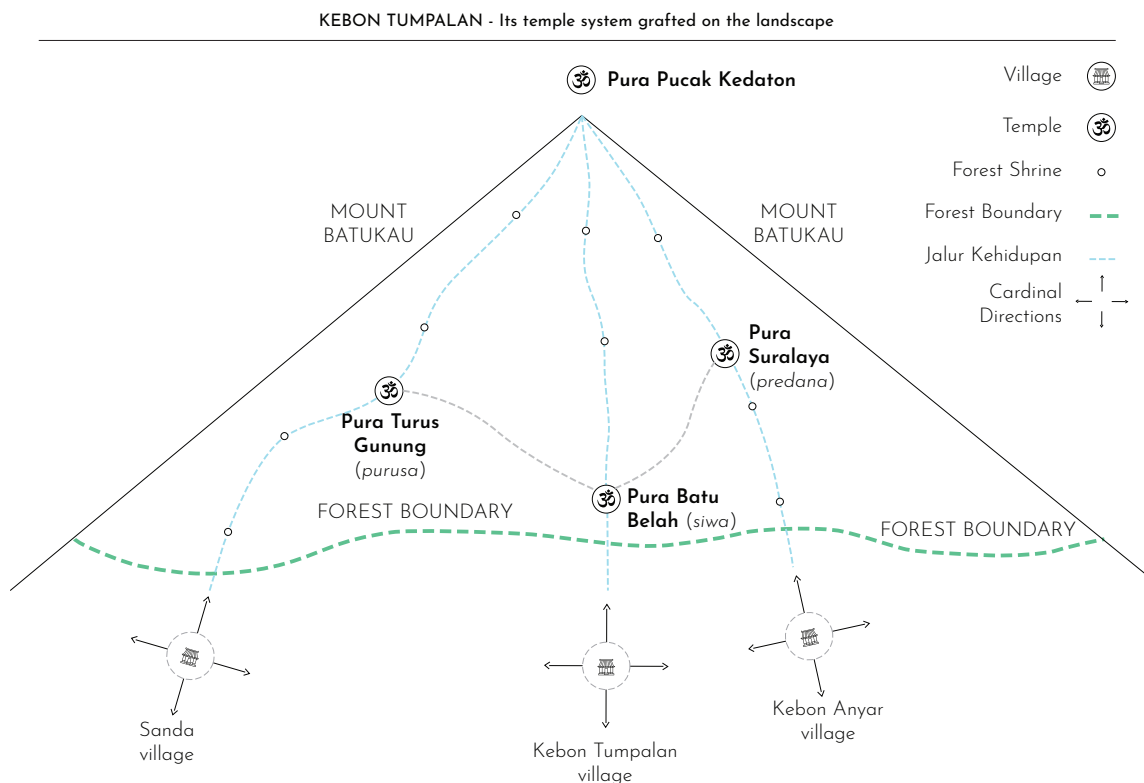 KEBON TUMPALAN - Its temple system grafted on the landscape
Pura Pucak Kedaton
Village
Temple
Forest Shrine
Forest Boundary
Jalur Kehidupan
Cardinal
Directions
MOUNT
BATUKAU
MOUNT
BATUKAU
Pura
Suralaya
(predana)
Pura Turus
Gunung
(purusa)
Pura Batu
Belah (siwa)
FOREST BOUNDARY
FOREST BOUNDARY
Sanda
village
Kebon Tumpalan
village
Kebon Anyar
village